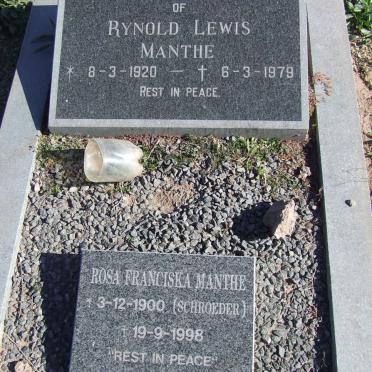 OF
RYNOLD LEWIS
MANTHE
* 8-3-1920 — † 6-3-1979
REST IN PEACE.
ROSA FRANCISKA MANTHE
† 3-12-1900 (SCHROEDER)
† 19-9-1998
"REST IN PEACE"